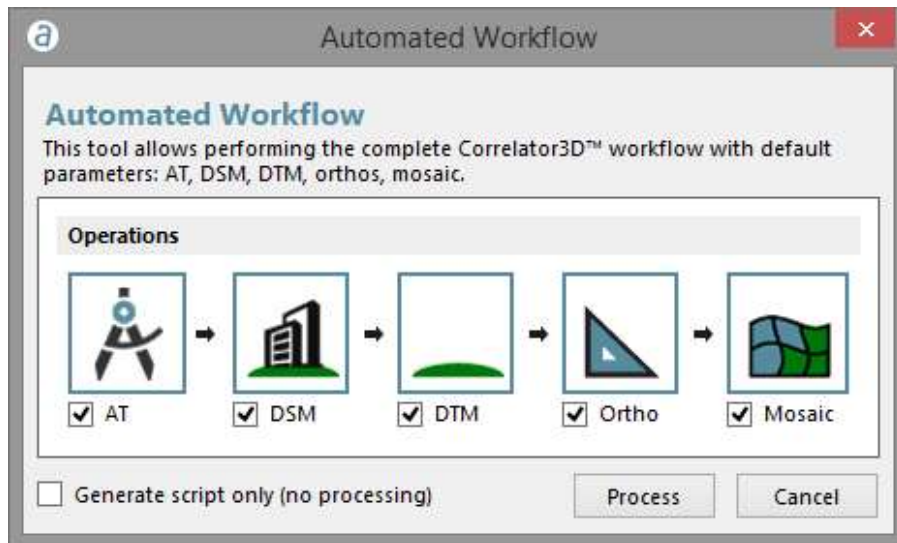 Automated Workflow
Automated Workflow
This tool allows performing the complete Correlator3D™ workflow with default
parameters: AT, DSM, DTM, orthos, mosaic.
Operations
AT DSM DTM Ortho Mosaic
Generate script only (no processing) Process Cancel